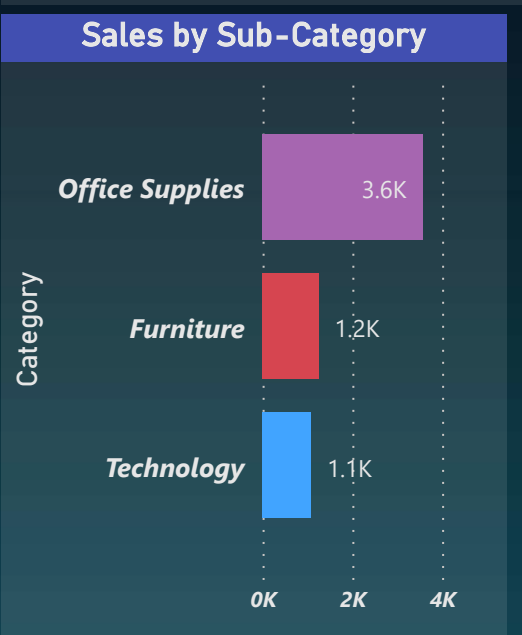 Sales by Sub-Category
Category
Office Supplies
3.6K
Furniture
1.2K
Technology
1.1K
0K 2K 4K